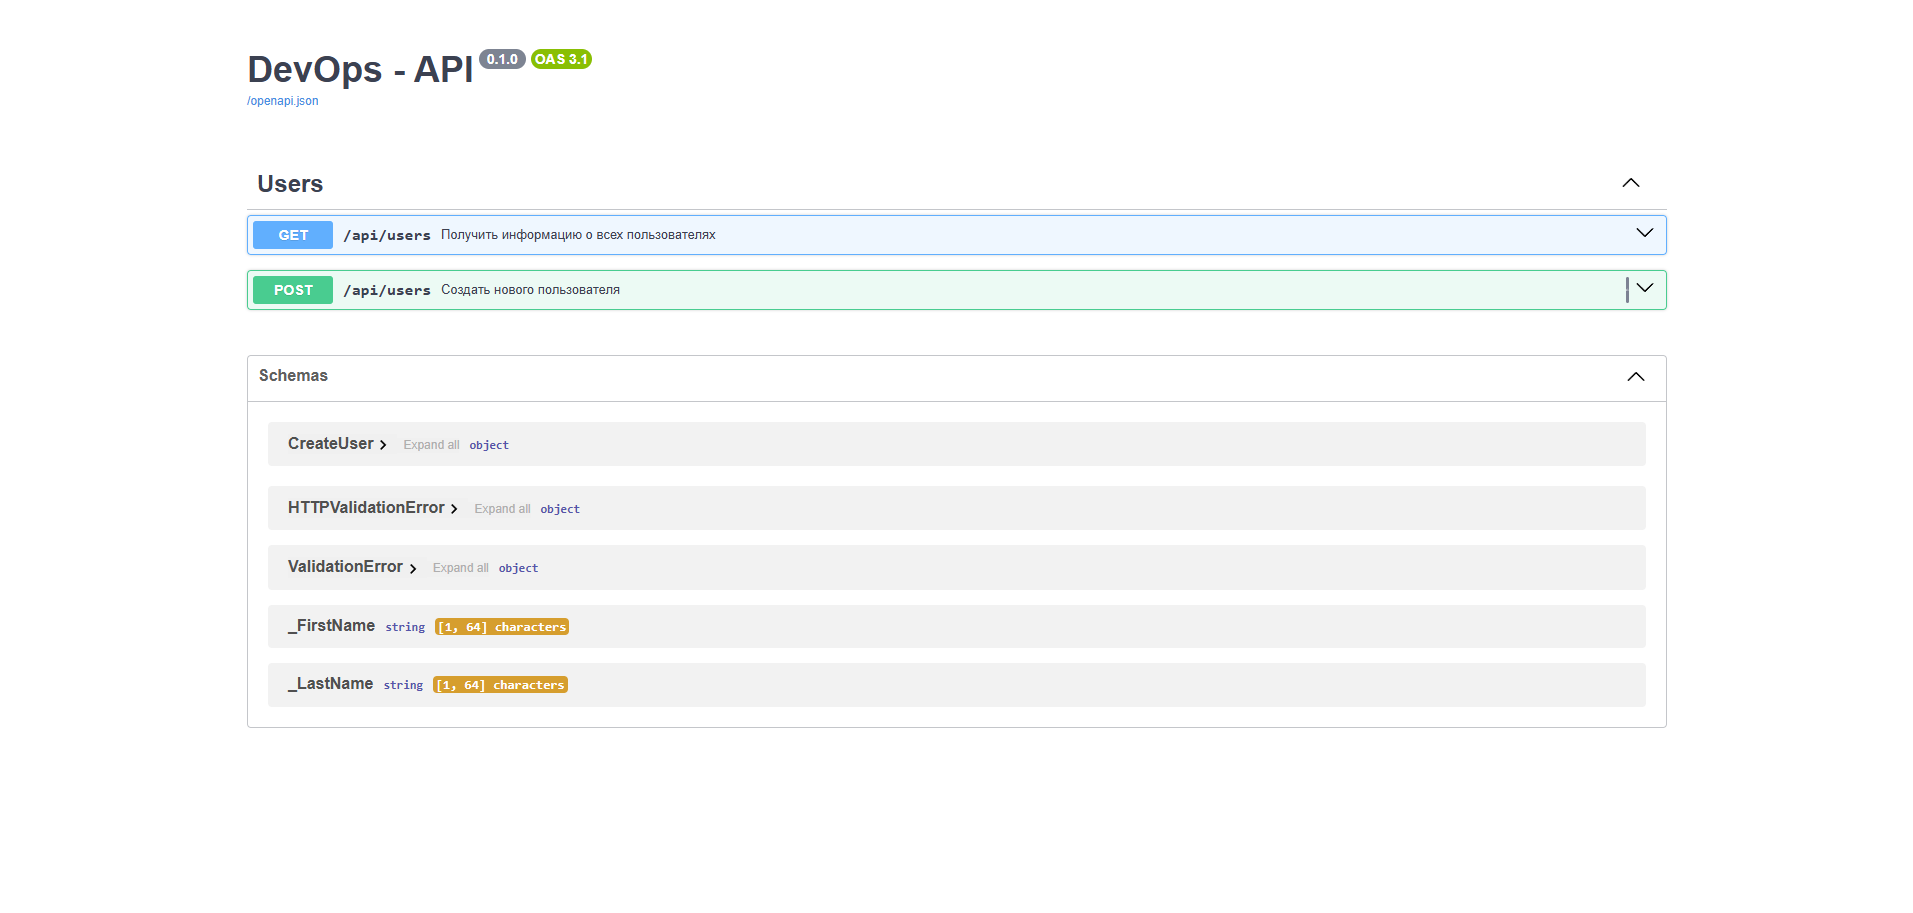 DevOps - API 0.1.0 OAS 3.1
/openapi.json
Users
GET /api/users Получить информацию о всех пользователях
POST /api/users Создать нового пользователя
Schemas
CreateUser Expand all object
HTTPValidationError Expand all object
ValidationError Expand all object
_FirstName string [1, 64] characters
_LastName string [1, 64] characters